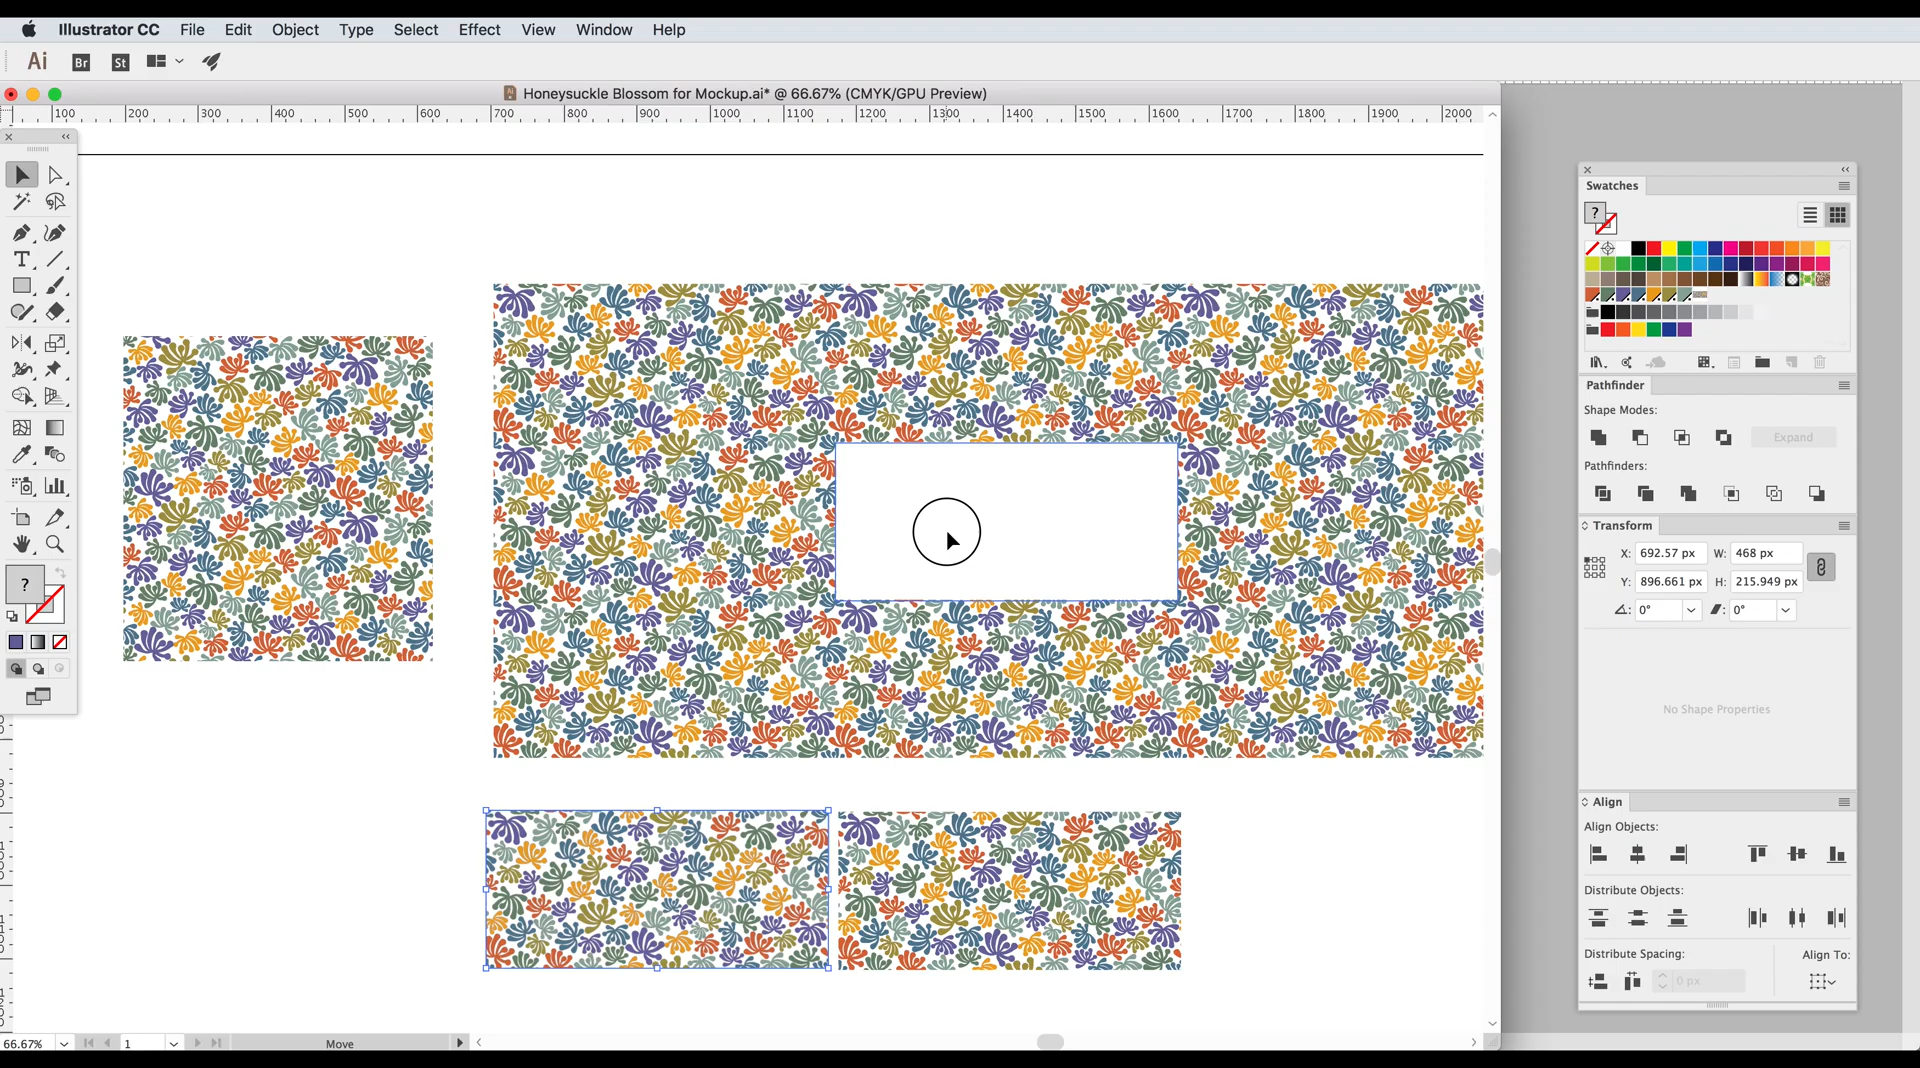 Illustrator CC File Edit Object Type Select Effect View Window Help
Ai Br St
Honeysuckle Blossom for Mockup.ai* @ 66.67% (CMYK/GPU Preview)
100 200 300 400 500 600 700 800 900 1000 1100 1200 1300 1400 1500 1600 1700 1800 1900 2000
Swatches
?
Pathfinder
Shape Modes:
Expand
Pathfinders:
Transform
X: 692.57 px W: 468 px
Y: 896.661 px H: 215.949 px
0° 0°
No Shape Properties
Align
Align Objects:
Distribute Objects:
Distribute Spacing: Align To:
0 px
?
66.67% 1 Move